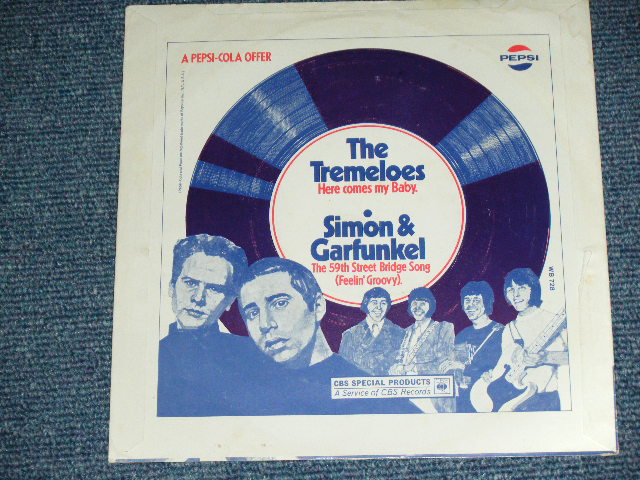 A PEPSI-COLA OFFER
PEPSI
The
Tremeloes
Here comes my Baby.
Simon &
Garfunkel
The 59th Street Bridge Song
(Feelin' Groovy).
WB 728
CBS SPECIAL PRODUCTS
A Service of CBS Records
CBS